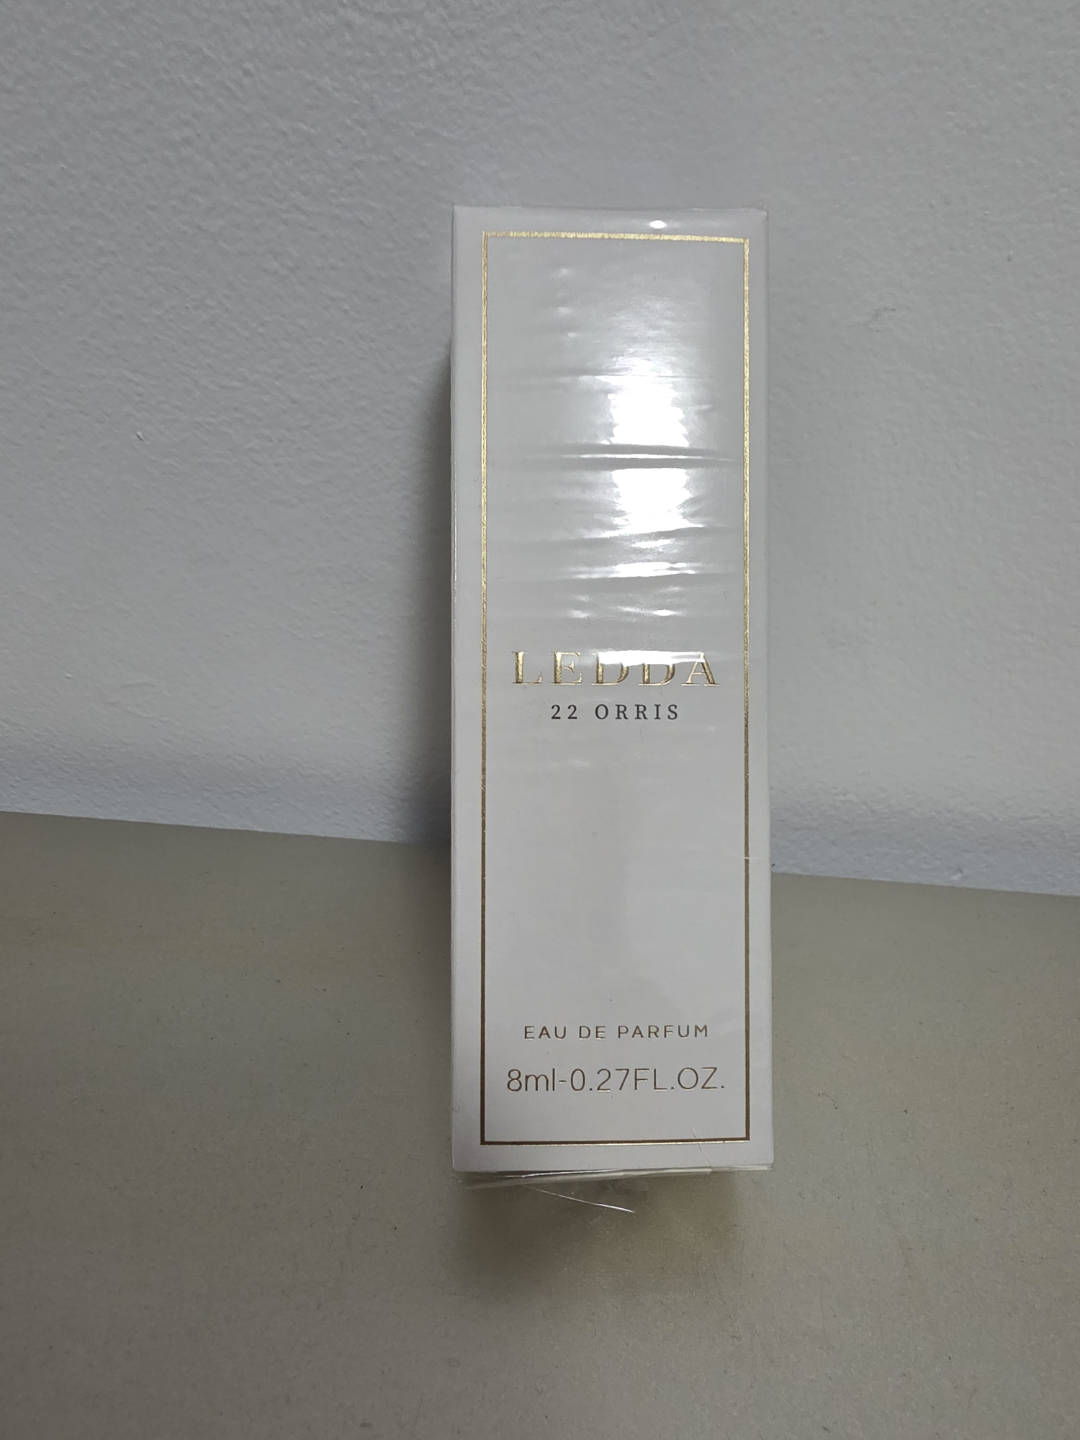 LEDDA
22 ORRIS
EAU DE PARFUM
8ml-0.27FL.OZ.